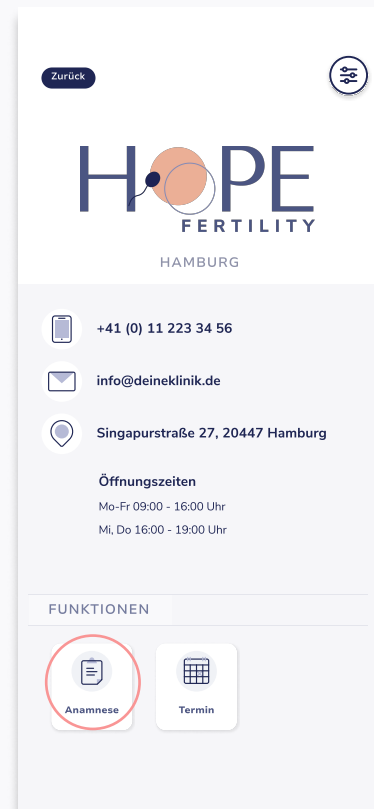 Zurück
HOPE
FERTILITY
HAMBURG
+41 (0) 11 223 34 56
info@deineklinik.de
Singapurstraße 27, 20447 Hamburg
Öffnungszeiten
Mo-Fr 09:00 - 16:00 Uhr
Mi, Do 16:00 - 19:00 Uhr
FUNKTIONEN
Anamnese
Termin